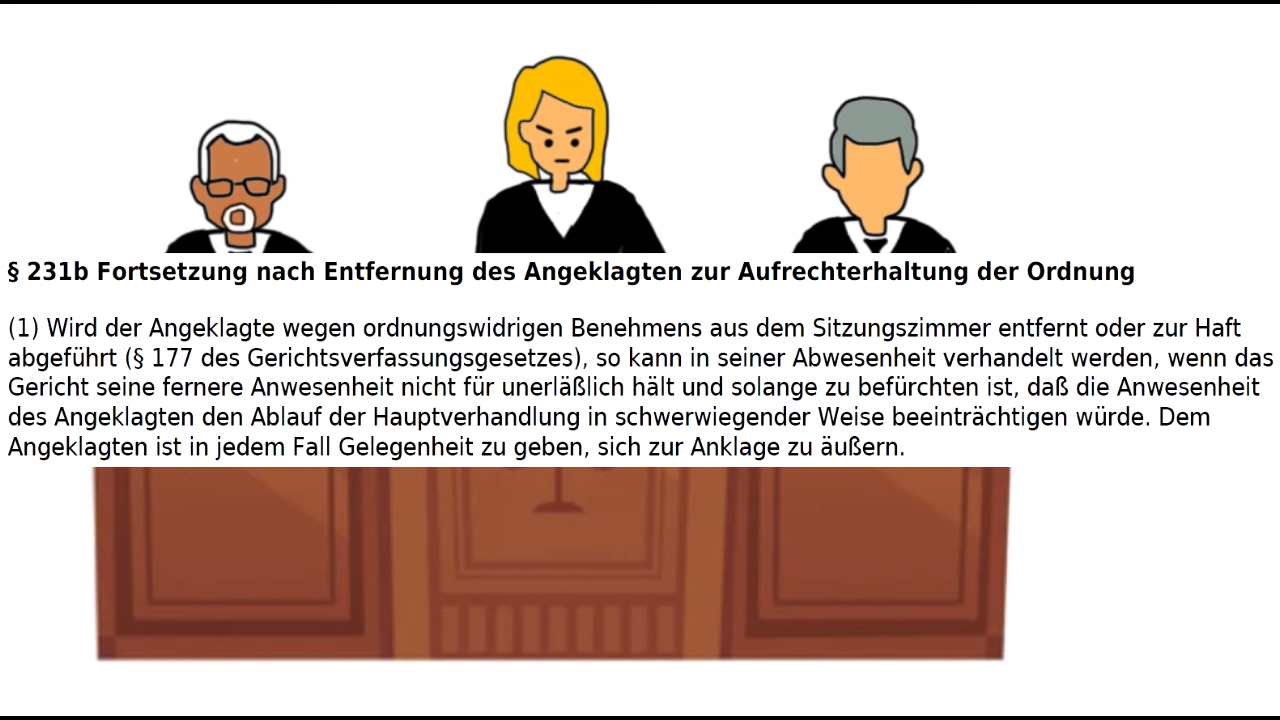 § 231b Fortsetzung nach Entfernung des Angeklagten zur Aufrechterhaltung der Ordnung
(1) Wird der Angeklagte wegen ordnungswidrigen Benehmens aus dem Sitzungszimmer entfernt oder zur Haft
abgeführt (§ 177 des Gerichtsverfassungsgesetzes), so kann in seiner Abwesenheit verhandelt werden, wenn das
Gericht seine fernere Anwesenheit nicht für unerläßlich hält und solange zu befürchten ist, daß die Anwesenheit
des Angeklagten den Ablauf der Hauptverhandlung in schwerwiegender Weise beeinträchtigen würde. Dem
Angeklagten ist in jedem Fall Gelegenheit zu geben, sich zur Anklage zu äußern.